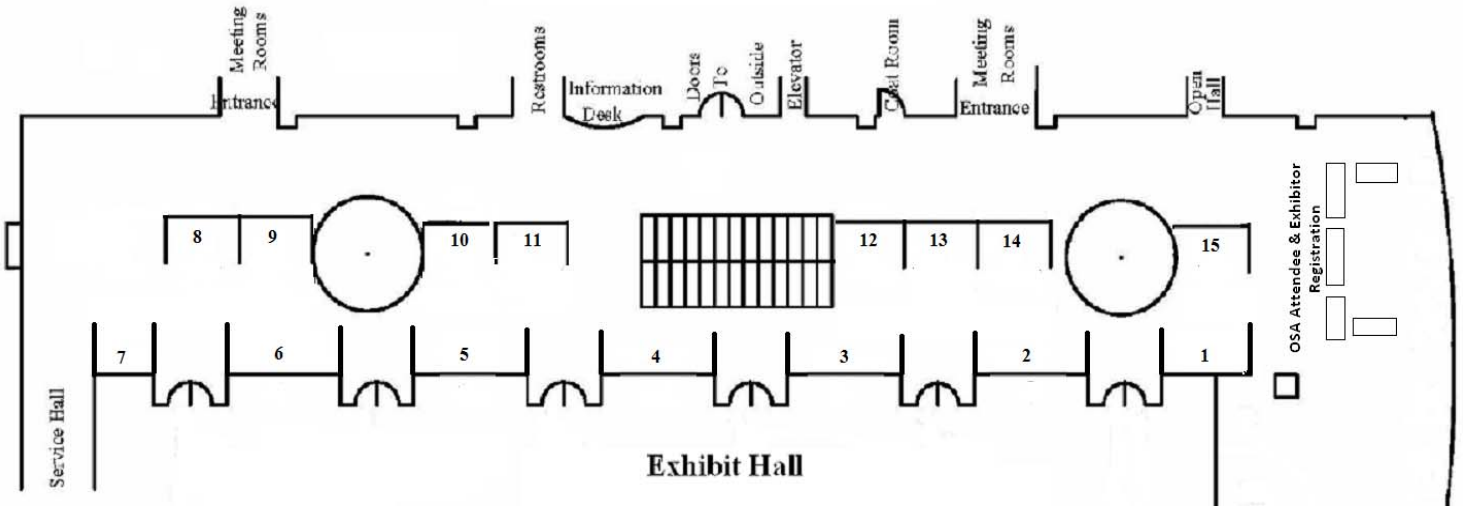 Meeting
Rooms
Entrance
Restrooms
Information
Desk
Doors
To
Outside
Elevator
Coat Room
Meeting
Rooms
Entrance
Open
Hall
OSA Attendee & Exhibitor
Registration
8
9
10
11
12
13
14
15
7
6
5
4
3
2
1
Service Hall
Exhibit Hall